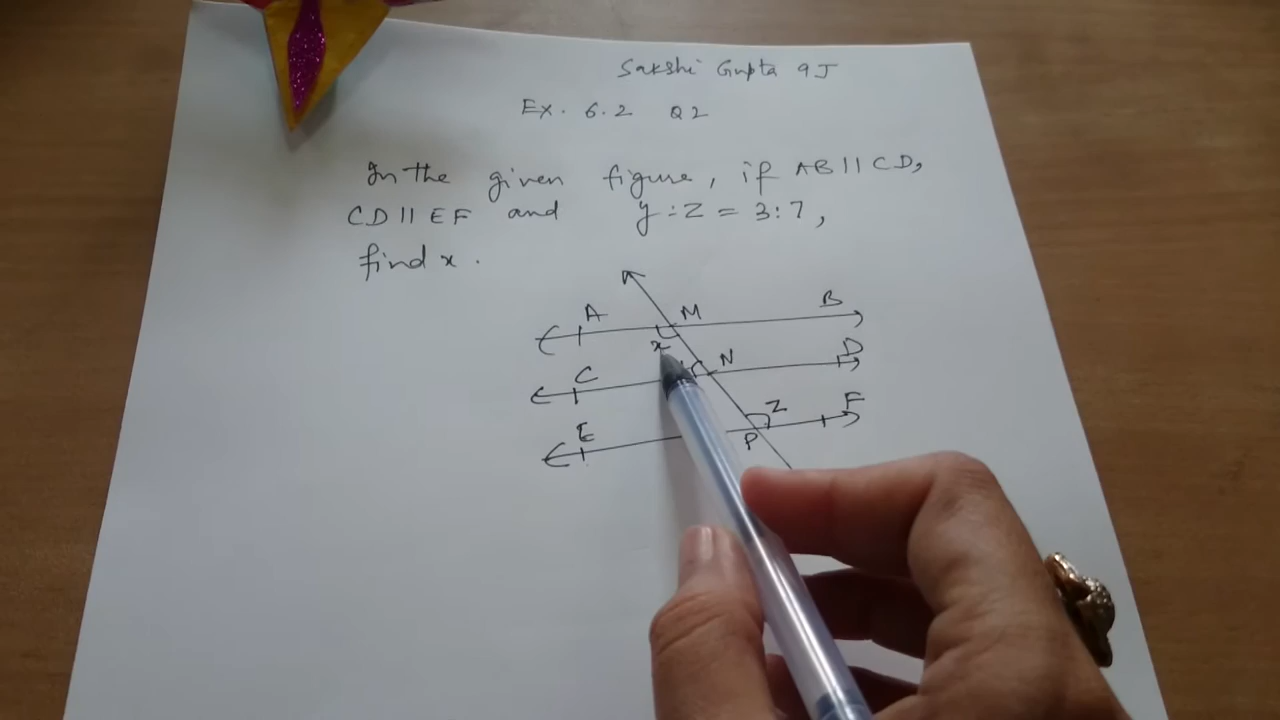 Sakshi Gupta 9J
Ex. 6.2 Q2
In the given figure, if AB || CD,
CD || EF and y : Z = 3:7,
find x.
A M B
x
C N D
E P Z F